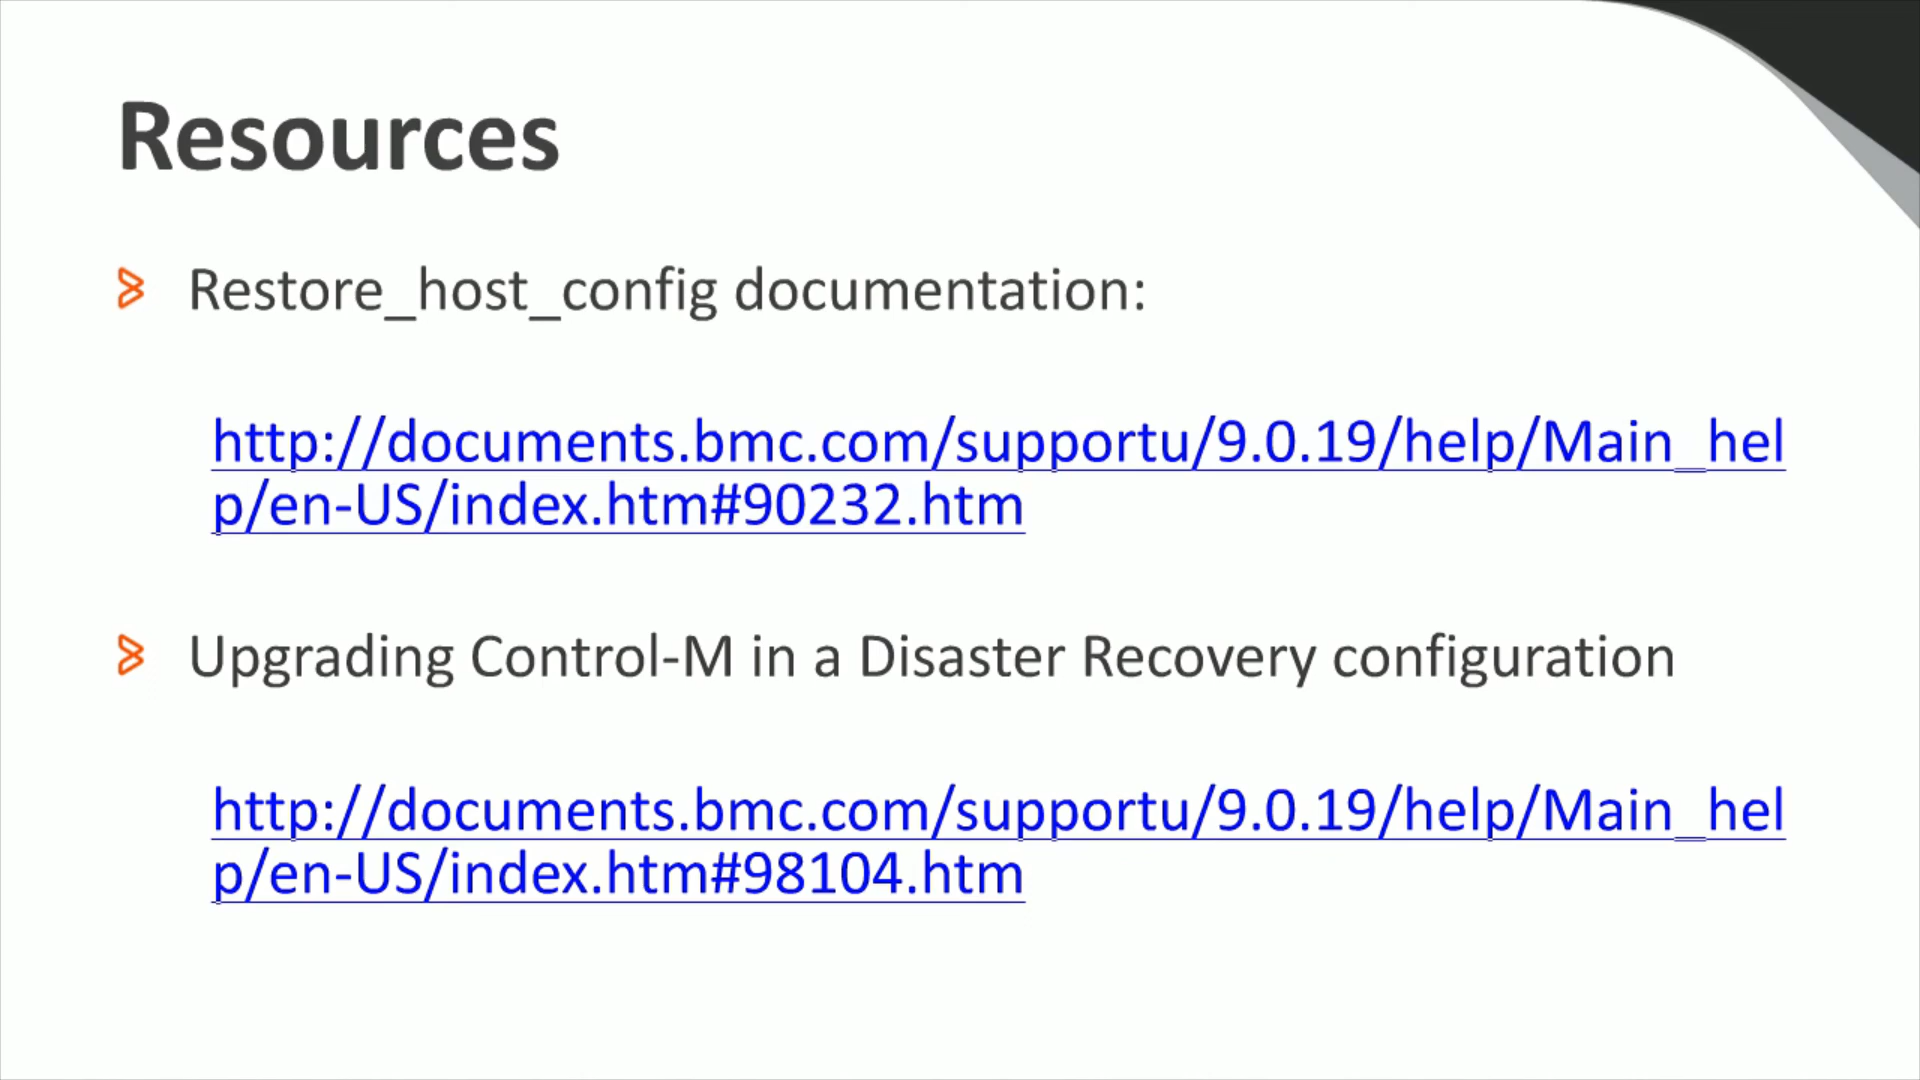 Resources
Restore_host_config documentation:
http://documents.bmc.com/supportu/9.0.19/help/Main_hel
p/en-US/index.htm#90232.htm
Upgrading Control-M in a Disaster Recovery configuration
http://documents.bmc.com/supportu/9.0.19/help/Main_hel
p/en-US/index.htm#98104.htm